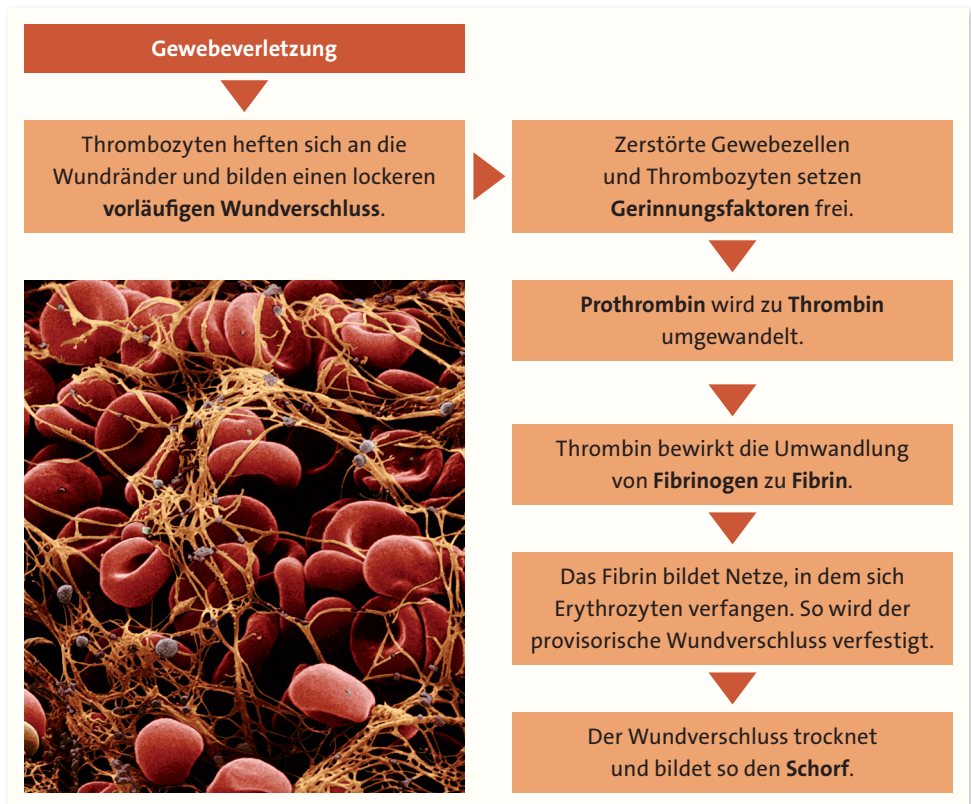 Gewebeverletzung
Thrombozyten heften sich an die
Wundränder und bilden einen lockeren
vorläufigen Wundverschluss.
Zerstörte Gewebezellen
und Thrombozyten setzen
Gerinnungsfaktoren frei.
Prothrombin wird zu Thrombin
umgewandelt.
Thrombin bewirkt die Umwandlung
von Fibrinogen zu Fibrin.
Das Fibrin bildet Netze, in dem sich
Erythrozyten verfangen. So wird der
provisorische Wundverschluss verfestigt.
Der Wundverschluss trocknet
und bildet so den Schorf.